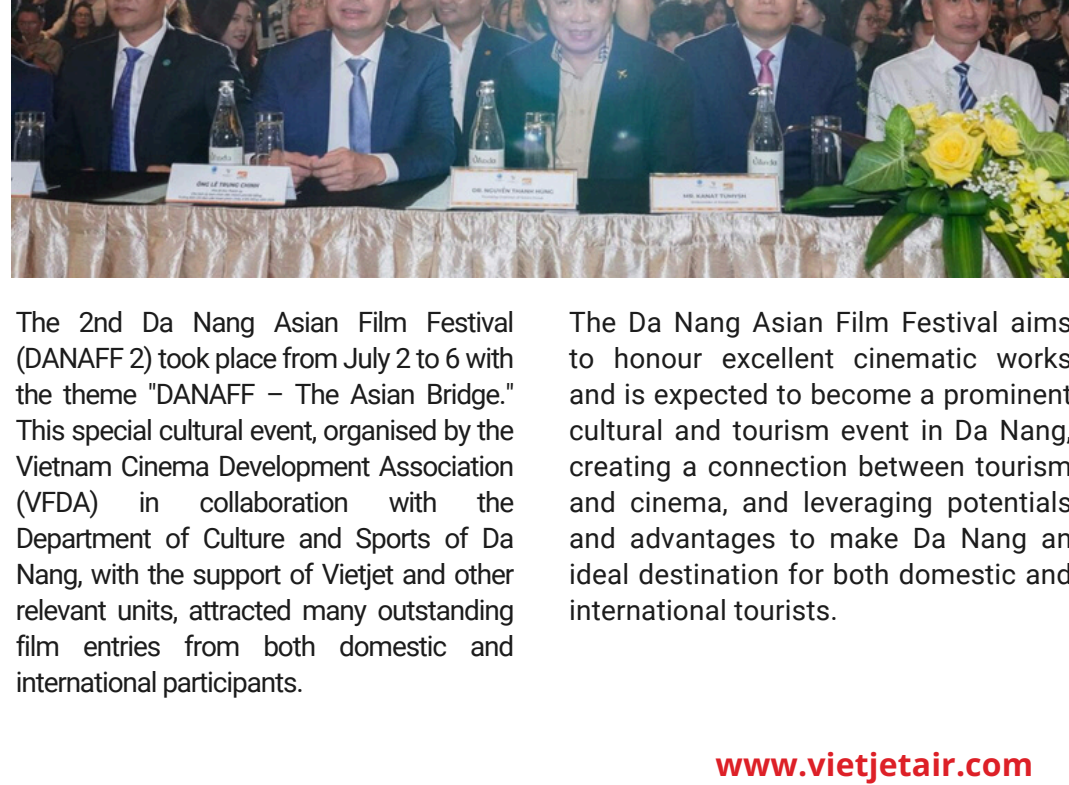 ÔNG LÊ TRUNG CHINH
DR. NGUYỄN THANH HÙNG
MR. KANAT TUMYSH
The 2nd Da Nang Asian Film Festival
(DANAFF 2) took place from July 2 to 6 with
the theme "DANAFF – The Asian Bridge."
This special cultural event, organised by the
Vietnam Cinema Development Association
(VFDA) in collaboration with the
Department of Culture and Sports of Da
Nang, with the support of Vietjet and other
relevant units, attracted many outstanding
film entries from both domestic and
international participants.
The Da Nang Asian Film Festival aims
to honour excellent cinematic works
and is expected to become a prominent
cultural and tourism event in Da Nang,
creating a connection between tourism
and cinema, and leveraging potentials
and advantages to make Da Nang an
ideal destination for both domestic and
international tourists.
www.vietjetair.com